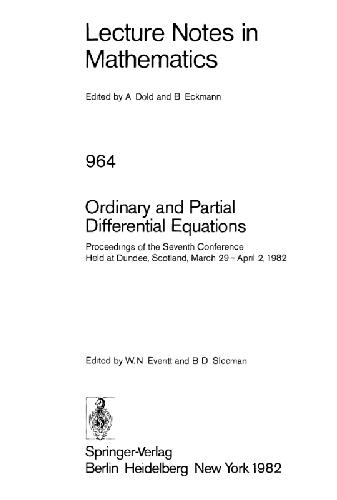 Lecture Notes in
Mathematics
Edited by A Dold and B Eckmann
964
Ordinary and Partial
Differential Equations
Proceedings of the Seventh Conference
Held at Dundee, Scotland, March 29 – April 2, 1982
Edited by W. N Everitt and B D. Sleeman
Springer-Verlag
Berlin Heidelberg New York 1982